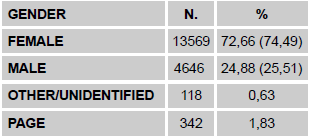 GENDER N. %
FEMALE 13569 72,66 (74,49)
MALE 4646 24,88 (25,51)
OTHER/UNIDENTIFIED 118 0,63
PAGE 342 1,83